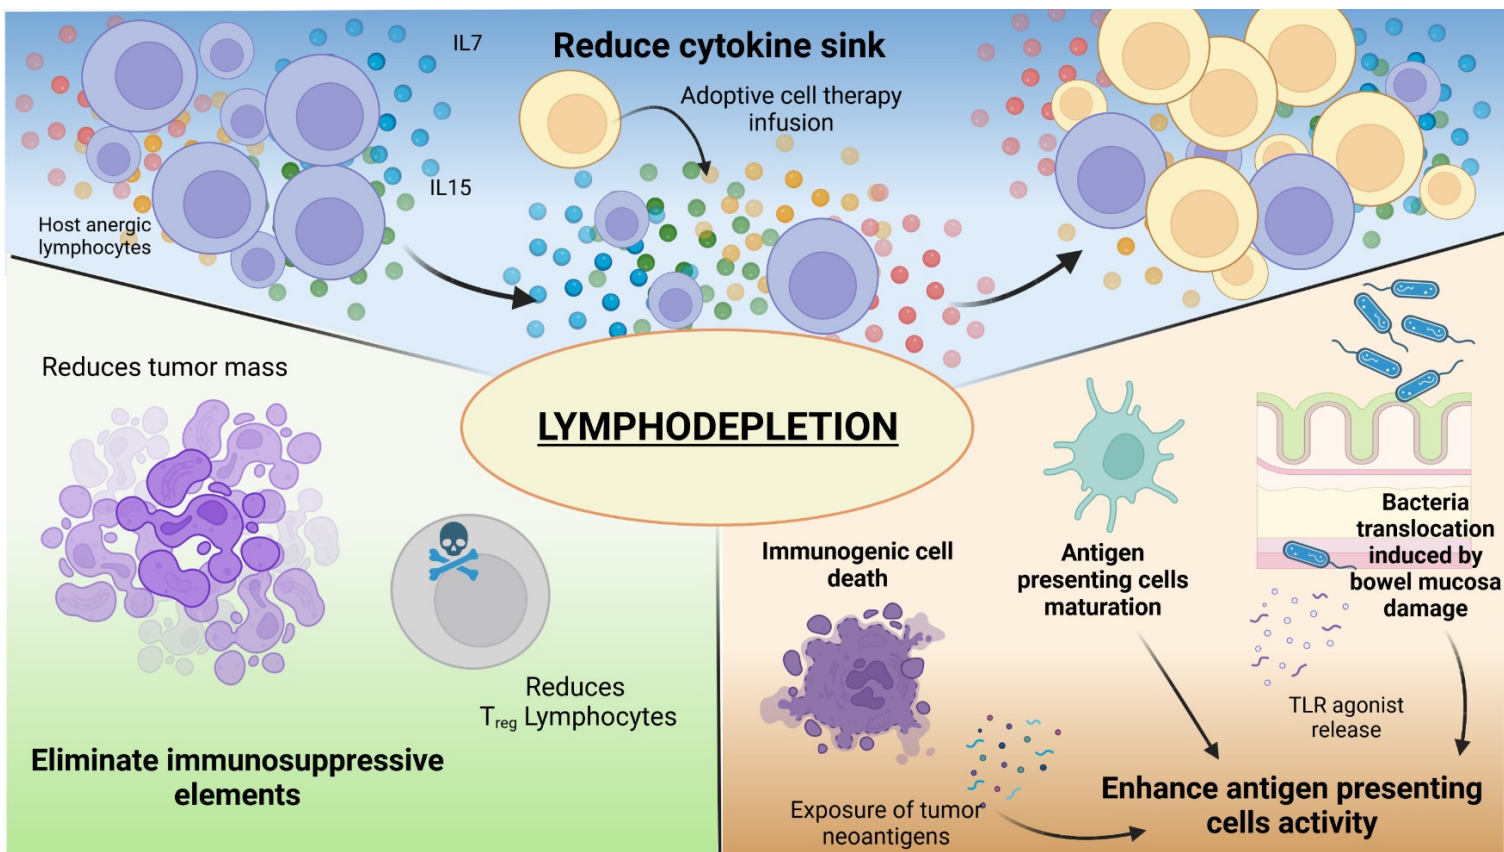 IL7
Reduce cytokine sink
Adoptive cell therapy
infusion
IL15
Host anergic
lymphocytes
LYMPHODEPLETION
Reduces tumor mass
Reduces
Treg Lymphocytes
Eliminate immunosuppressive
elements
Immunogenic cell
death
Exposure of tumor
neoantigens
Antigen
presenting cells
maturation
Bacteria
translocation
induced by
bowel mucosa
damage
TLR agonist
release
Enhance antigen presenting
cells activity